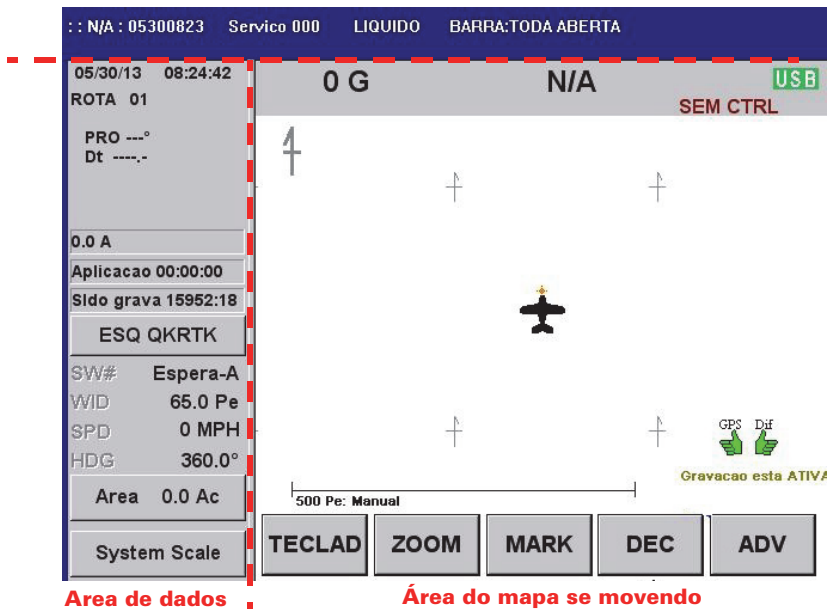 : : N/A : 05300823 Servico 000 LIQUIDO BARRA:TODA ABERTA
05/30/13 08:24:42
ROTA 01
PRO ---°
Dt ----.-
0.0 A
Aplicacao 00:00:00
Sldo grava 15952:18
ESQ QKRTK
SW# Espera-A
WID 65.0 Pe
SPD 0 MPH
HDG 360.0°
Area 0.0 Ac
System Scale
0 G N/A USB
SEM CTRL
GPS Dif
Gravacao esta ATIVA
500 Pe: Manual
TECLAD ZOOM MARK DEC ADV
Area de dados
Área do mapa se movendo